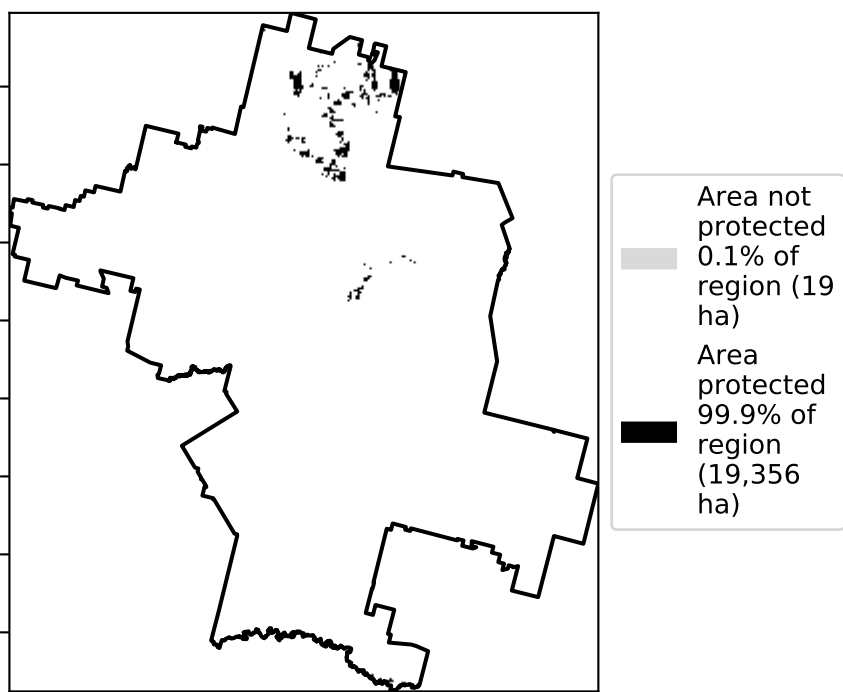 Area not
protected
0.1% of
region (19
ha)
Area
protected
99.9% of
region
(19,356
ha)